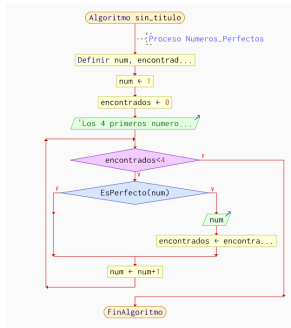 Algoritmo sin_titulo
Proceso Numeros_Perfectos
Definir num, encontrad...
num ← 1
encontrados ← 0
'Los 4 primeros numero...
encontrados<4
F
V
EsPerfecto(num)
F
V
num
encontrados ← encontra...
num ← num+1
FinAlgoritmo